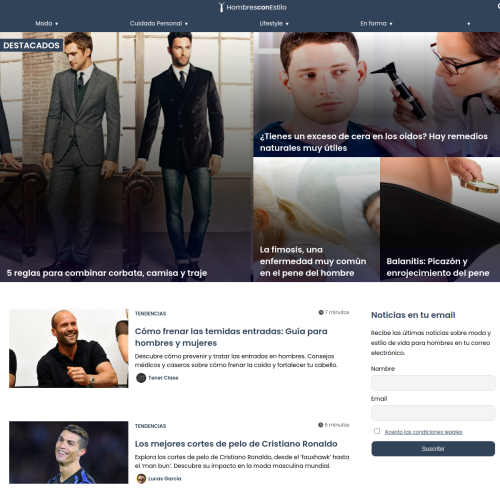 HombresconEstilo
Moda ▾
Cuidado Personal ▾
Lifestyle ▾
En forma ▾
▾
DESTACADOS
5 reglas para combinar corbata, camisa y traje
¿Tienes un exceso de cera en los oídos? Hay remedios
naturales muy útiles
La fimosis, una
enfermedad muy común
en el pene del hombre
Balanitis: Picazón y
enrojecimiento del pene
TENDENCIAS
7 minutos
Cómo frenar las temidas entradas: Guía para
hombres y mujeres
Descubre cómo prevenir y tratar las entradas en hombres. Consejos
médicos y caseros sobre cómo frenar la caída y fortalecer tu cabello.
Tener Clase
TENDENCIAS
5 minutos
Los mejores cortes de pelo de Cristiano Ronaldo
Explora los cortes de pelo de Cristiano Ronaldo, desde el 'fauxhawk' hasta
el 'man bun'. Descubre su impacto en la moda masculina mundial.
Lucas García
Noticias en tu email
Recibe las últimas noticias sobre moda y
estilo de vida para hombres en tu correo
electrónico.
Nombre
Email
Acepto las condiciones legales
Suscribir